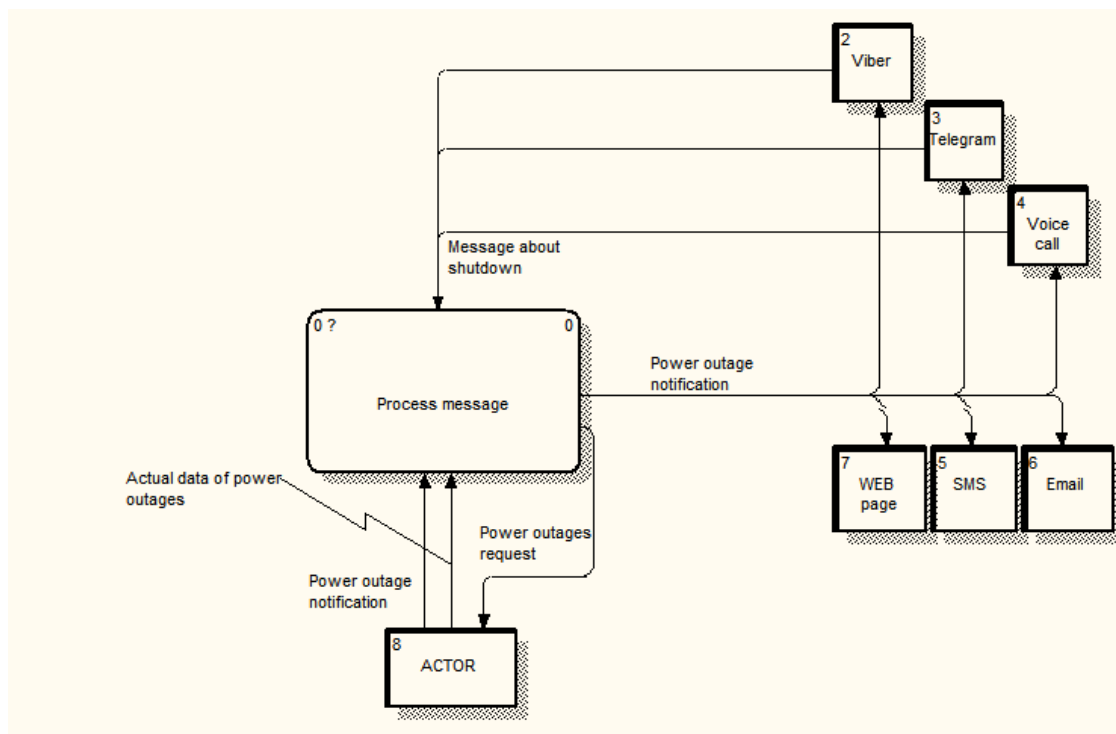 2
Viber
3
Telegram
4
Voice
call
Message about
shutdown
0 ?
0
Process message
Power outage
notification
7
WEB
page
5
SMS
6
Email
Actual data of power
outages
Power outages
request
Power outage
notification
8
ACTOR